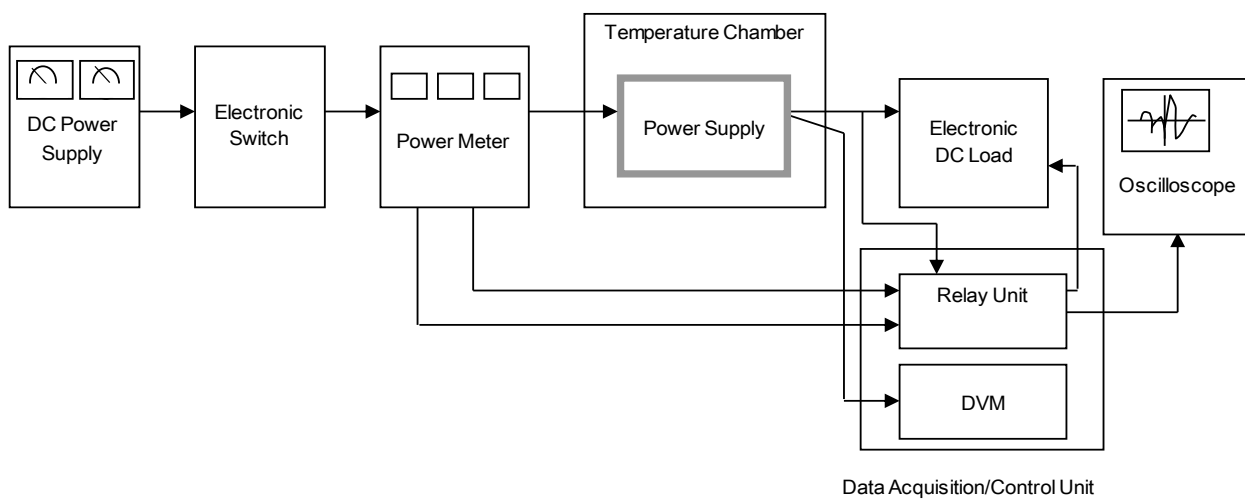 DC Power
Supply
Electronic
Switch
Power Meter
Temperature Chamber
Power Supply
Electronic
DC Load
Oscilloscope
Relay Unit
DVM
Data Acquisition/Control Unit